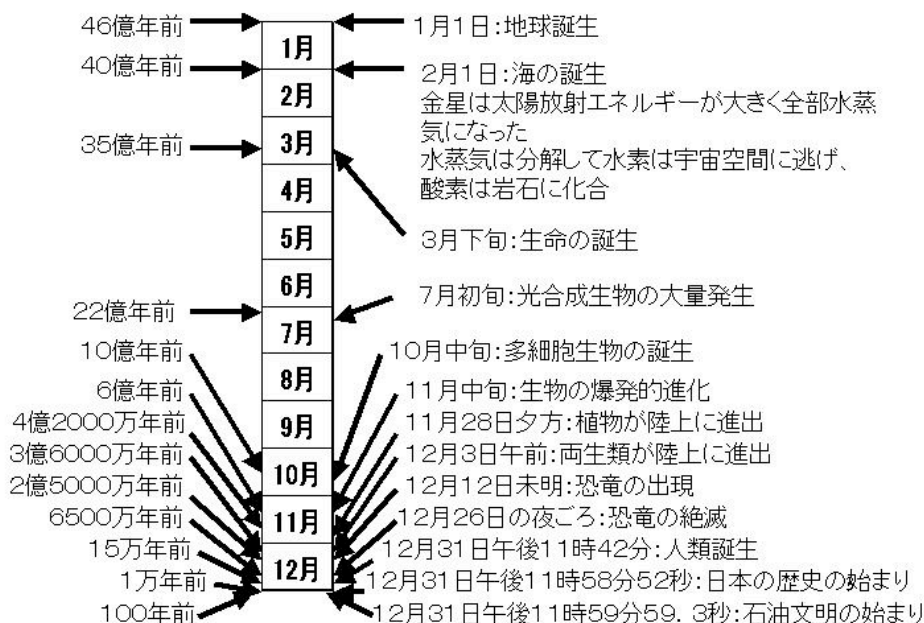 46億年前
40億年前
35億年前
22億年前
10億年前
6億年前
4億2000万年前
3億6000万年前
2億5000万年前
6500万年前
15万年前
1万年前
100年前
1月
2月
3月
4月
5月
6月
7月
8月
9月
10月
11月
12月
1月1日:地球誕生
2月1日:海の誕生
金星は太陽放射エネルギーが大きく全部水蒸
気になった
水蒸気は分解して水素は宇宙空間に逃げ、
酸素は岩石に化合
3月下旬:生命の誕生
7月初旬:光合成生物の大量発生
10月中旬:多細胞生物の誕生
11月中旬:生物の爆発的進化
11月28日夕方:植物が陸上に進出
12月3日午前:両生類が陸上に進出
12月12日未明:恐竜の出現
12月26日の夜ごろ:恐竜の絶滅
12月31日午後11時42分:人類誕生
12月31日午後11時58分52秒:日本の歴史の始まり
12月31日午後11時59分59.3秒:石油文明の始まり